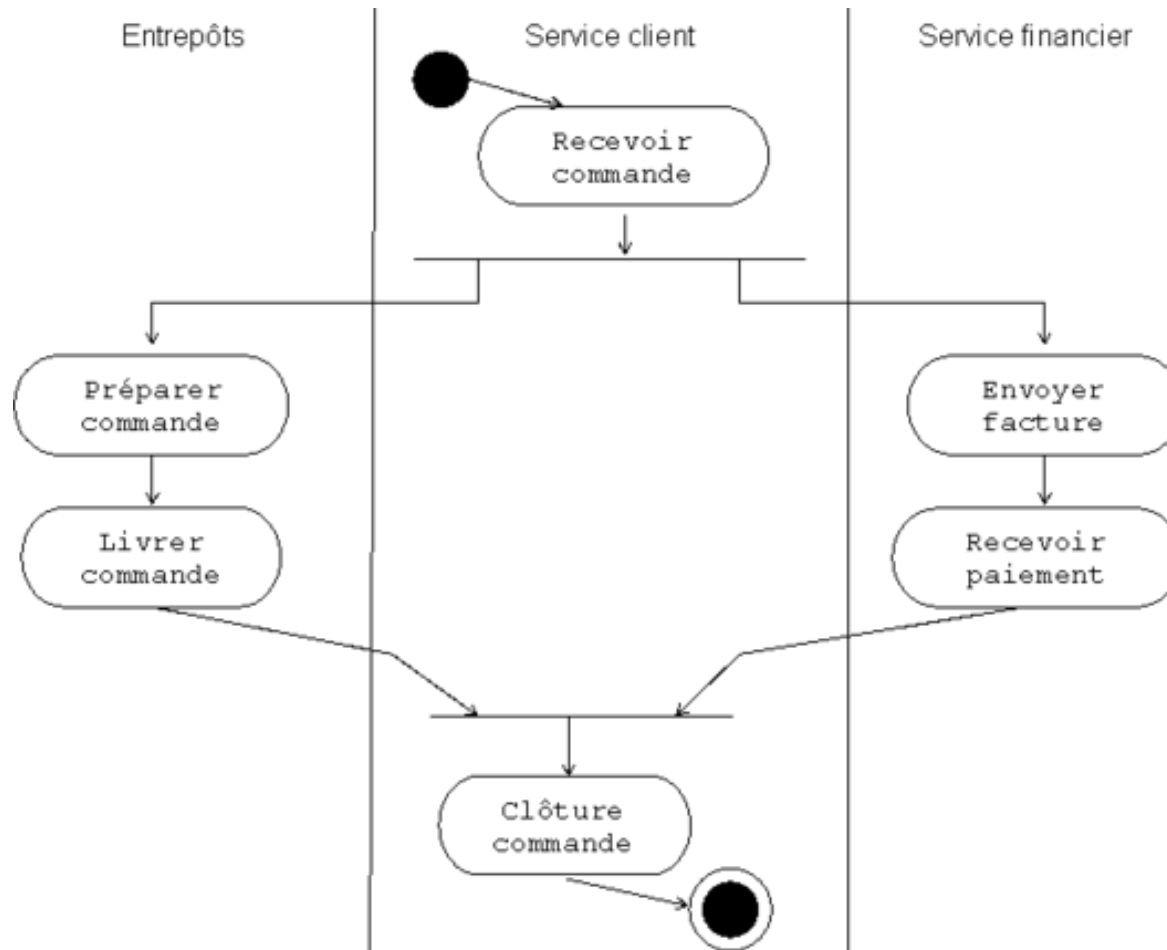 Entrepôts
Service client
Service financier
Recevoir
commande
Préparer
commande
Envoyer
facture
Livrer
commande
Recevoir
paiement
Clôture
commande